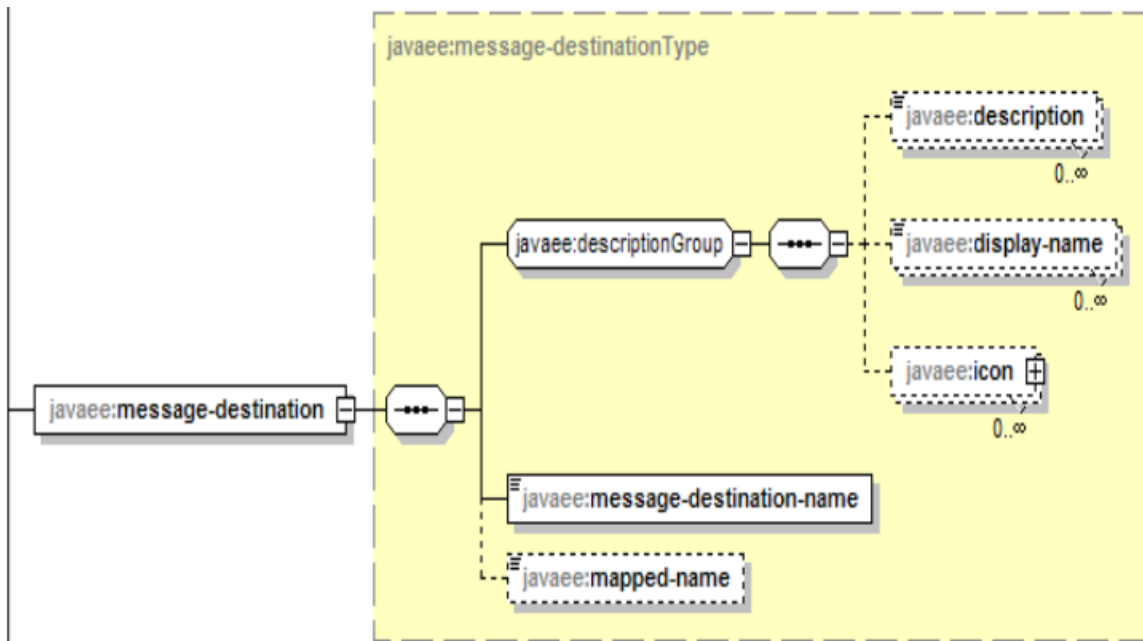 javaee:message-destinationType
javaee:description
0..∞
javaee:descriptionGroup
javaee:display-name
0..∞
javaee:icon
0..∞
javaee:message-destination
javaee:message-destination-name
javaee:mapped-name